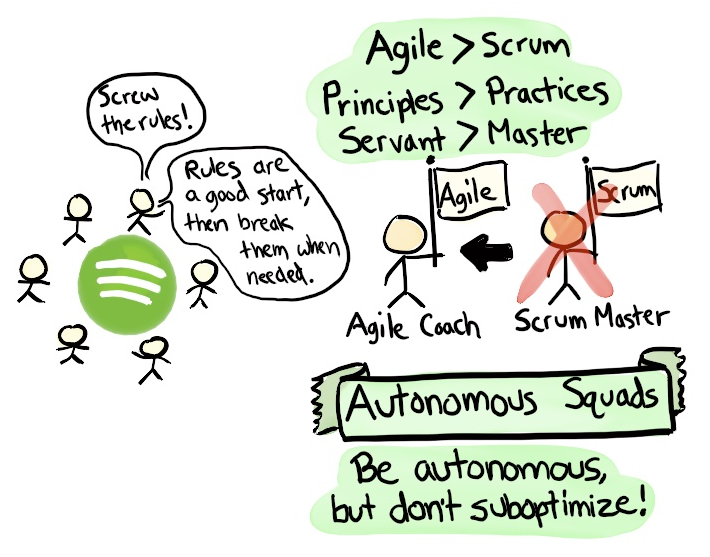 Screw
the rules!
Rules are
a good start,
then break
them when
needed.
Agile > Scrum
Principles > Practices
Servant > Master
Agile
Scrum
Agile Coach
Scrum Master
Autonomous Squads
Be autonomous,
but don't suboptimize!